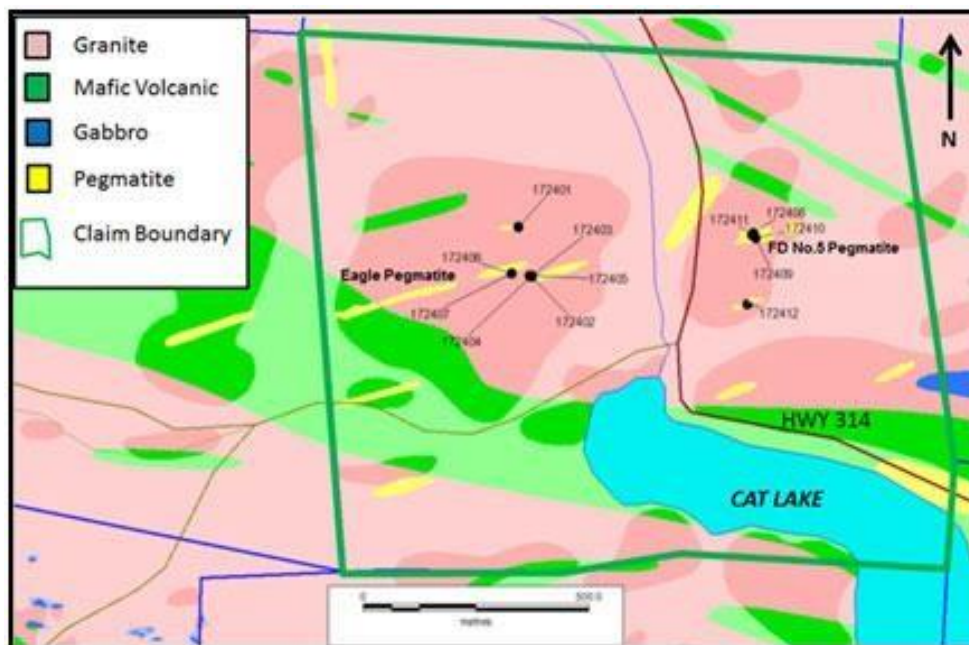 Granite
Mafic Volcanic
Gabbro
Pegmatite
Claim Boundary
N
172401
172403
172406
Eagle Pegmatite
172405
172407
172404
172402
172411
172408
172410
FD No.5 Pegmatite
172409
172412
HWY 314
CAT LAKE
0
500.0
metres